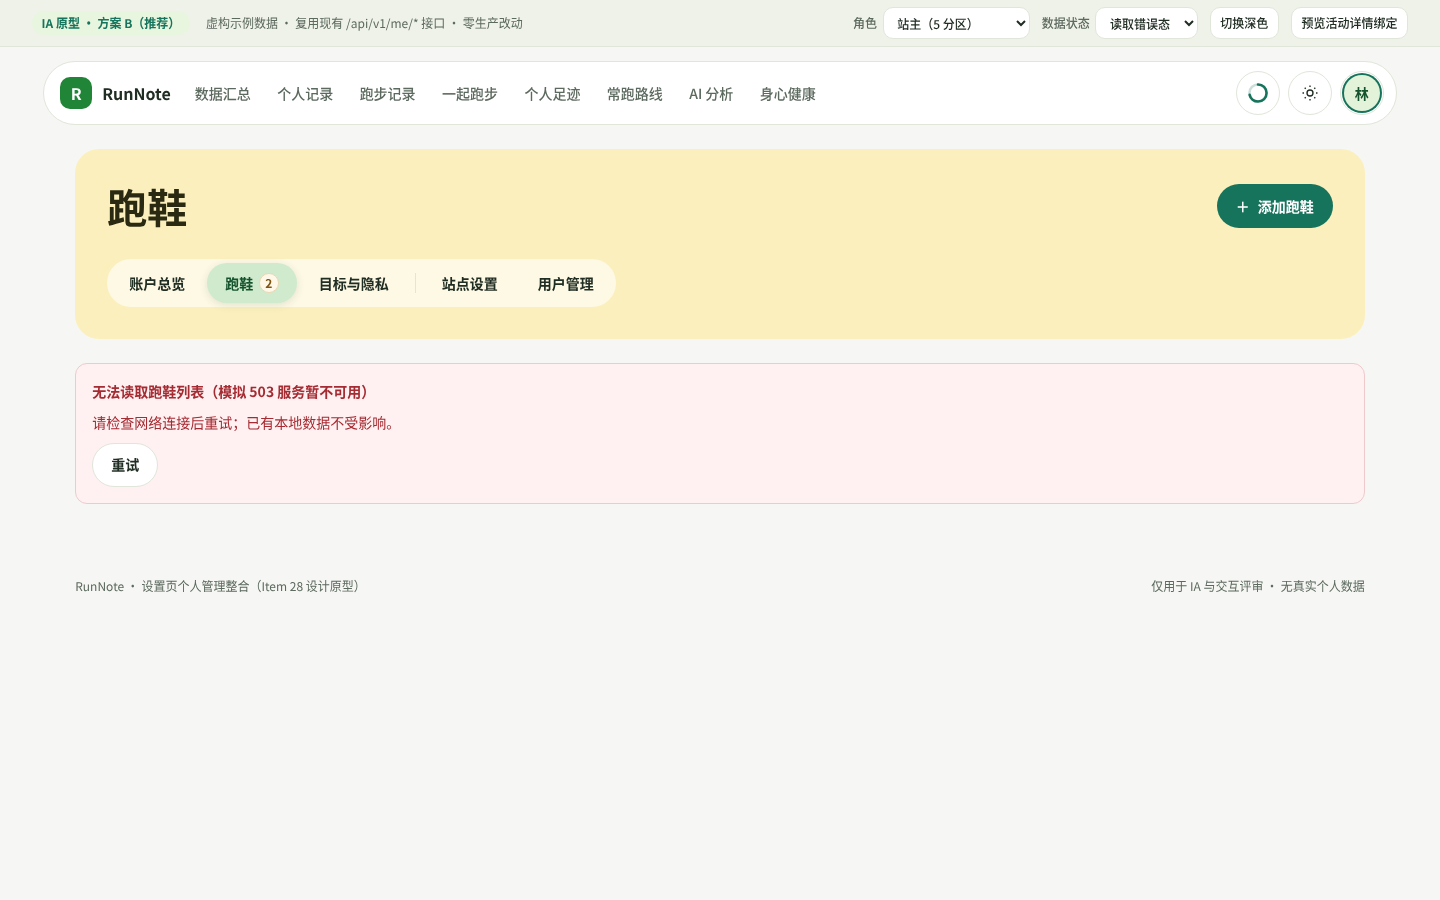 IA 原型 · 方案 B（推荐） 虚构示例数据 · 复用现有 /api/v1/me/* 接口 · 零生产改动 角色 站主（5 分区） 数据状态 读取错误态 切换深色 预览活动详情绑定
R RunNote 数据汇总 个人记录 跑步记录 一起跑步 个人足迹 常跑路线 AI 分析 身心健康 林
跑鞋
+ 添加跑鞋
账户总览 跑鞋 2 目标与隐私 站点设置 用户管理
无法读取跑鞋列表（模拟 503 服务暂不可用）
请检查网络连接后重试；已有本地数据不受影响。
重试
RunNote · 设置页个人管理整合（Item 28 设计原型） 仅用于 IA 与交互评审 · 无真实个人数据